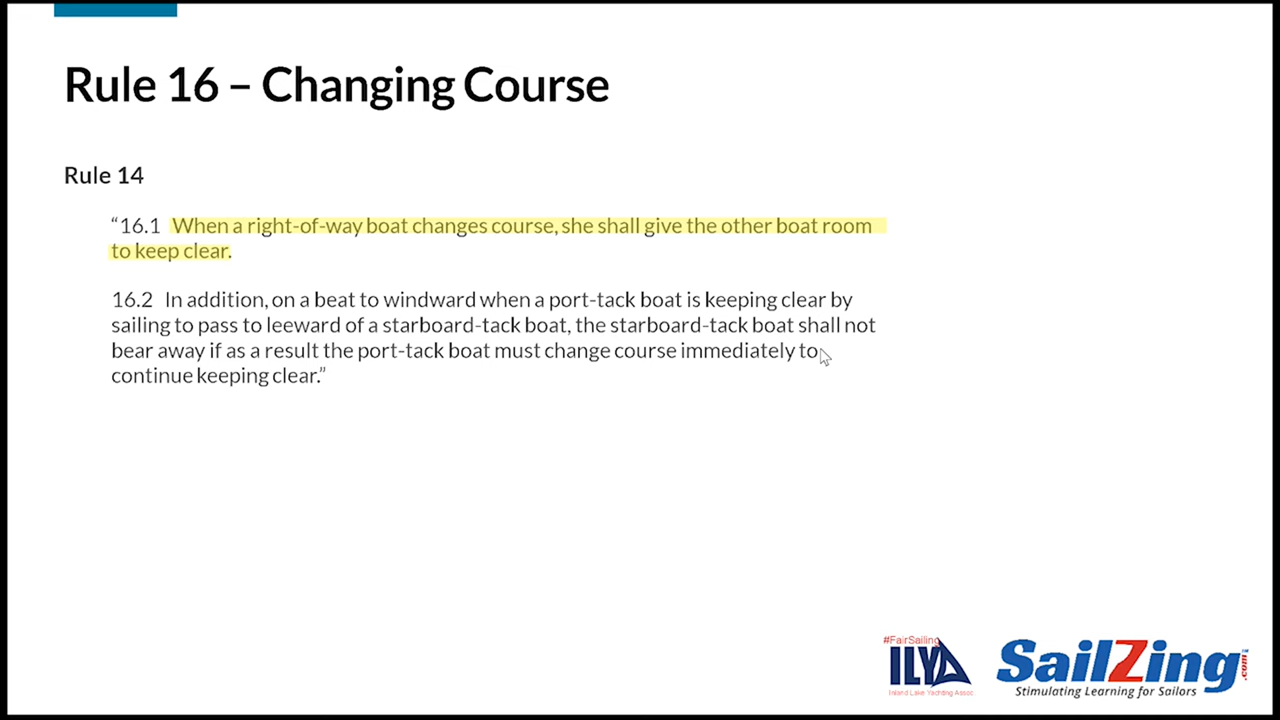 Rule 16 – Changing Course
Rule 14
“16.1 When a right-of-way boat changes course, she shall give the other boat room
to keep clear.
16.2 In addition, on a beat to windward when a port-tack boat is keeping clear by
sailing to pass to leeward of a starboard-tack boat, the starboard-tack boat shall not
bear away if as a result the port-tack boat must change course immediately to
continue keeping clear.”
#FairSailing
ILYA
Inland Lake Yachting Assoc.
SailZing.com™
Stimulating Learning for Sailors